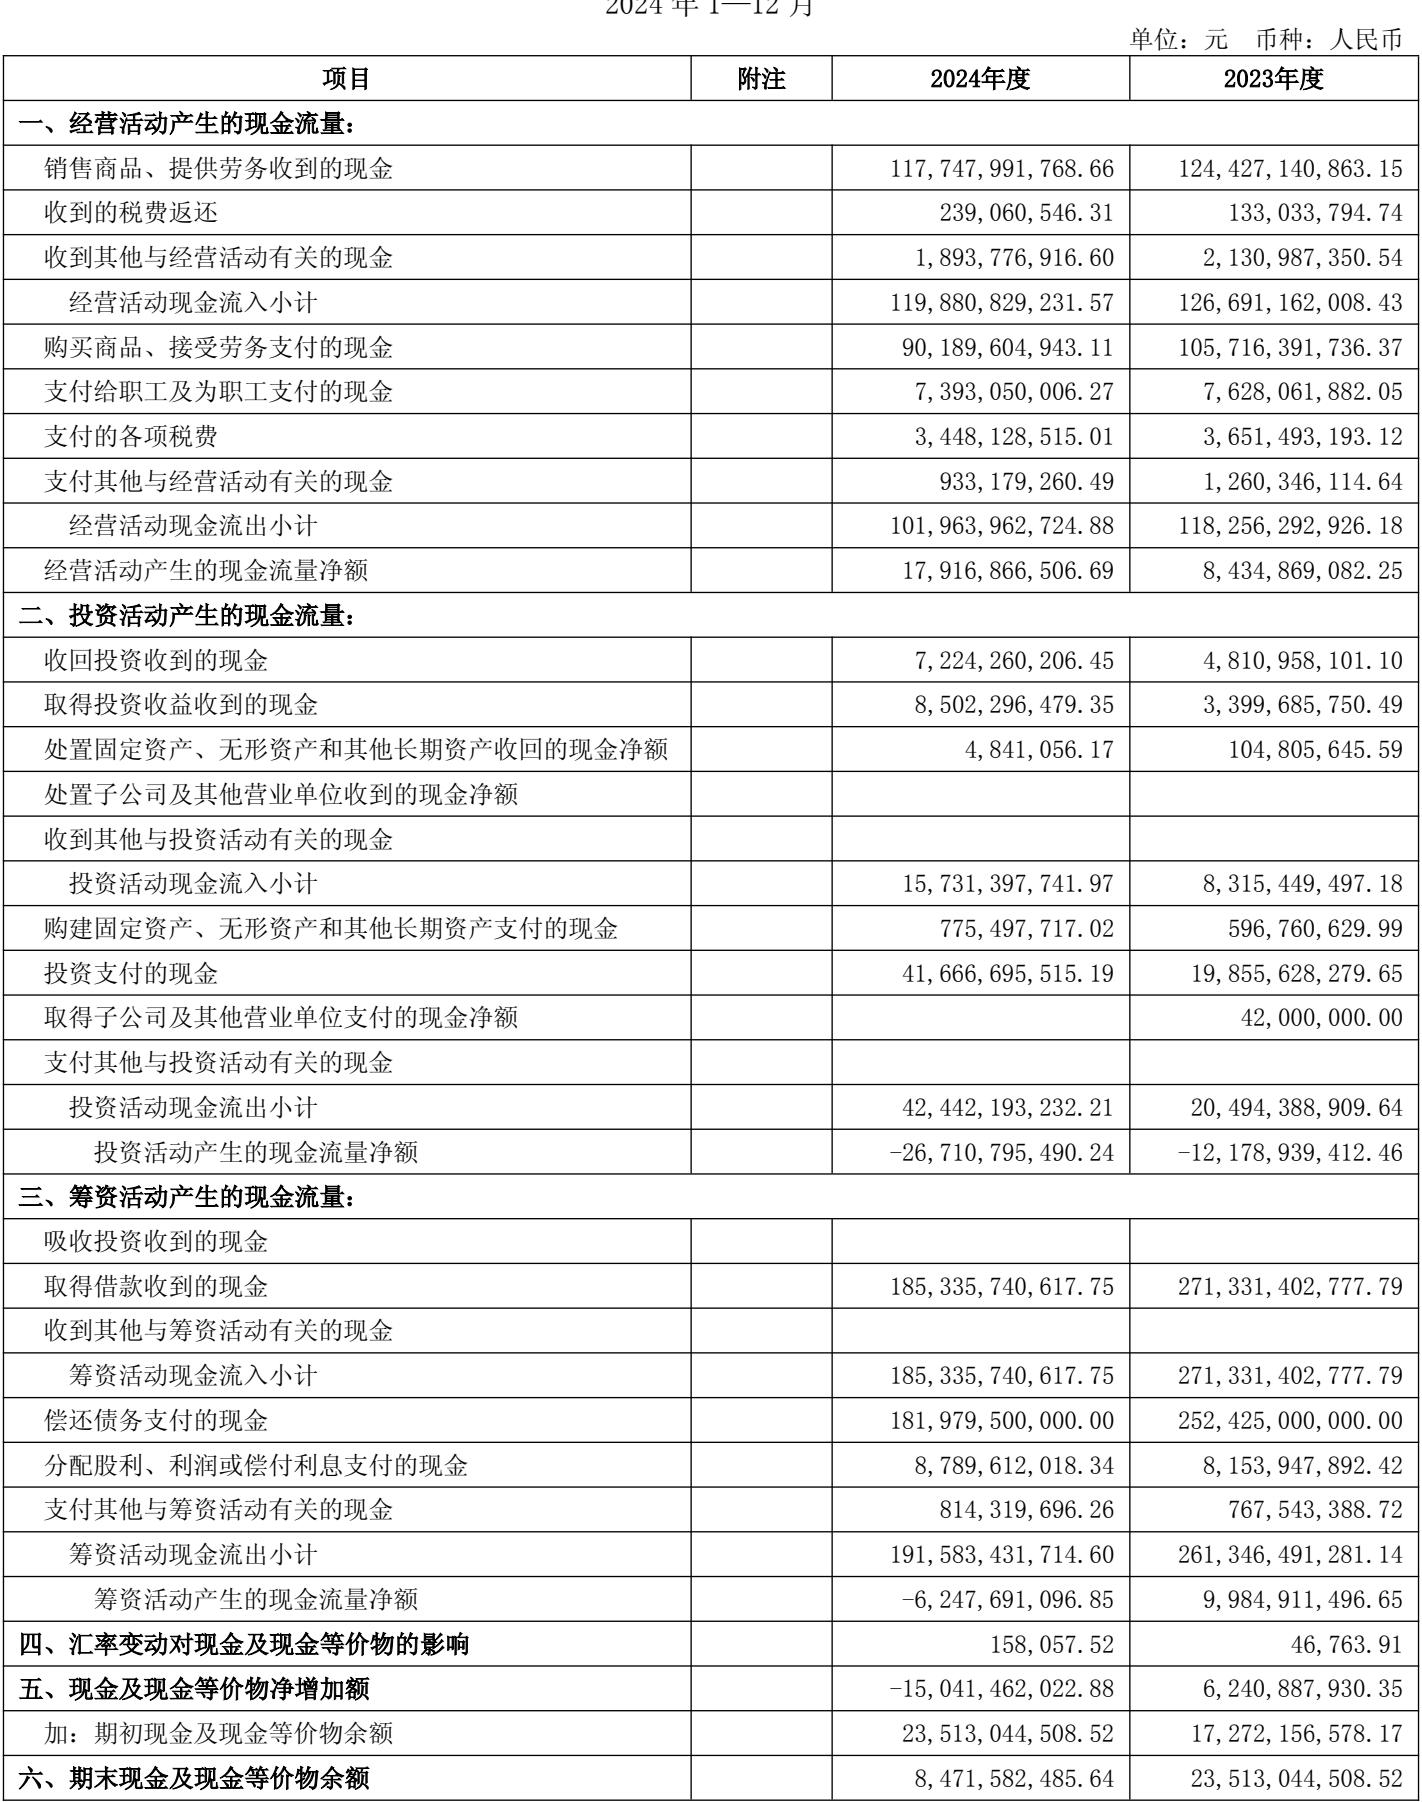 2024 年 1—12 月
单位：元 币种：人民币
项目 附注 2024年度 2023年度
一、经营活动产生的现金流量：
销售商品、提供劳务收到的现金 117,747,991,768.66 124,427,140,863.15
收到的税费返还 239,060,546.31 133,033,794.74
收到其他与经营活动有关的现金 1,893,776,916.60 2,130,987,350.54
经营活动现金流入小计 119,880,829,231.57 126,691,162,008.43
购买商品、接受劳务支付的现金 90,189,604,943.11 105,716,391,736.37
支付给职工及为职工支付的现金 7,393,050,006.27 7,628,061,882.05
支付的各项税费 3,448,128,515.01 3,651,493,193.12
支付其他与经营活动有关的现金 933,179,260.49 1,260,346,114.64
经营活动现金流出小计 101,963,962,724.88 118,256,292,926.18
经营活动产生的现金流量净额 17,916,866,506.69 8,434,869,082.25
二、投资活动产生的现金流量：
收回投资收到的现金 7,224,260,206.45 4,810,958,101.10
取得投资收益收到的现金 8,502,296,479.35 3,399,685,750.49
处置固定资产、无形资产和其他长期资产收回的现金净额 4,841,056.17 104,805,645.59
处置子公司及其他营业单位收到的现金净额
收到其他与投资活动有关的现金
投资活动现金流入小计 15,731,397,741.97 8,315,449,497.18
购建固定资产、无形资产和其他长期资产支付的现金 775,497,717.02 596,760,629.99
投资支付的现金 41,666,695,515.19 19,855,628,279.65
取得子公司及其他营业单位支付的现金净额 42,000,000.00
支付其他与投资活动有关的现金
投资活动现金流出小计 42,442,193,232.21 20,494,388,909.64
投资活动产生的现金流量净额 -26,710,795,490.24 -12,178,939,412.46
三、筹资活动产生的现金流量：
吸收投资收到的现金
取得借款收到的现金 185,335,740,617.75 271,331,402,777.79
收到其他与筹资活动有关的现金
筹资活动现金流入小计 185,335,740,617.75 271,331,402,777.79
偿还债务支付的现金 181,979,500,000.00 252,425,000,000.00
分配股利、利润或偿付利息支付的现金 8,789,612,018.34 8,153,947,892.42
支付其他与筹资活动有关的现金 814,319,696.26 767,543,388.72
筹资活动现金流出小计 191,583,431,714.60 261,346,491,281.14
筹资活动产生的现金流量净额 -6,247,691,096.85 9,984,911,496.65
四、汇率变动对现金及现金等价物的影响 158,057.52 46,763.91
五、现金及现金等价物净增加额 -15,041,462,022.88 6,240,887,930.35
加：期初现金及现金等价物余额 23,513,044,508.52 17,272,156,578.17
六、期末现金及现金等价物余额 8,471,582,485.64 23,513,044,508.52